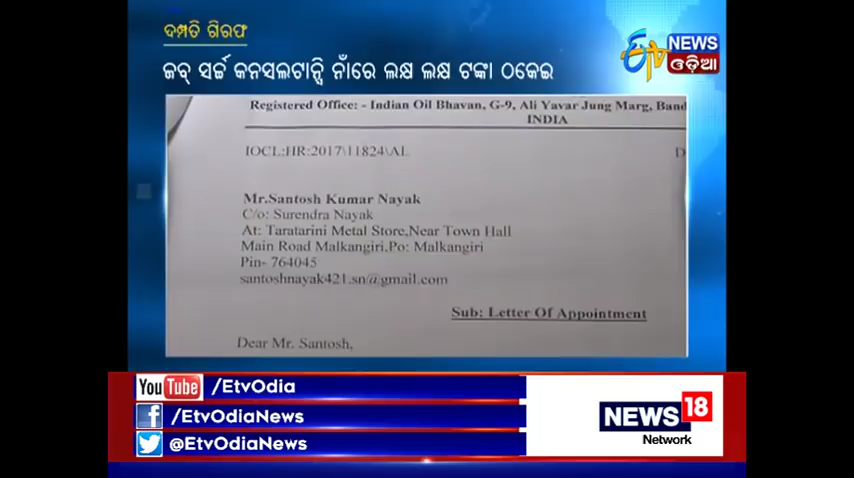 ଦମ୍ପତି ଗିରଫ
ଜବ୍ ସର୍ଚ୍ଚ କନସଲଟାନ୍ସି ନାଁରେ ଲକ୍ଷ ଲକ୍ଷ ଟଙ୍କା ଠକେଇ
etv NEWS
ଓଡ଼ିଆ
Registered Office: - Indian Oil Bhavan, G-9, Ali Yavar Jung Marg, Band
INDIA
IOCL:HR:2017\11824\AL
D
Mr.Santosh Kumar Nayak
C/o: Surendra Nayak
At: Taratarini Metal Store,Near Town Hall
Main Road Malkangiri,Po: Malkangiri
Pin- 764045
santoshnayak421.sn@gmail.com
Sub: Letter Of Appointment
Dear Mr. Santosh,
YouTube /EtvOdia
f /EtvOdiaNews
@EtvOdiaNews
NEWS 18
Network